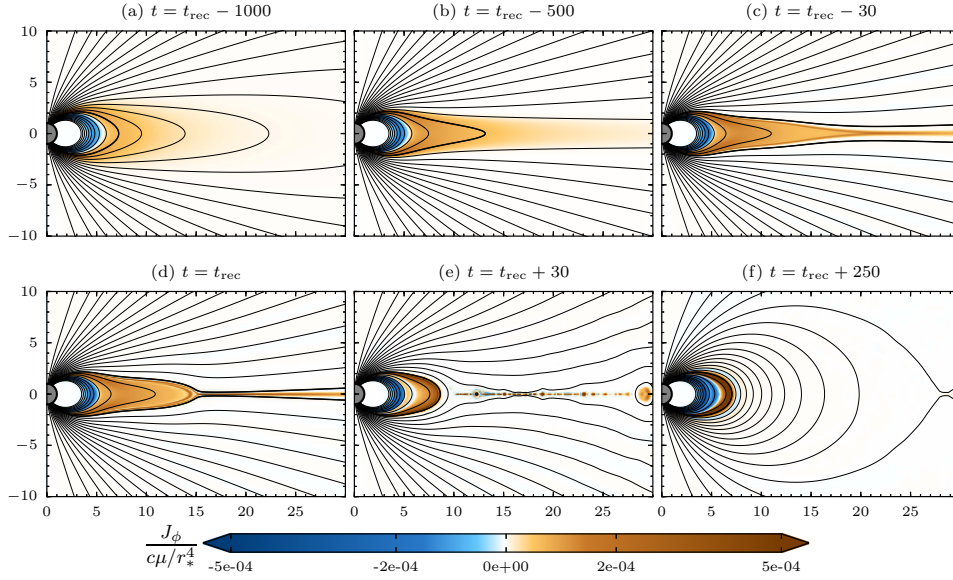 (a) t = t_rec − 1000
(b) t = t_rec − 500
(c) t = t_rec − 30
10
5
0
−5
−10
(d) t = t_rec
(e) t = t_rec + 30
(f) t = t_rec + 250
10
5
0
−5
−10
0 5 10 15 20 25
0 5 10 15 20 25
0 5 10 15 20 25
J_ϕ
cμ/r_*^4
-5e-04 -2e-04 0e+00 2e-04 5e-04